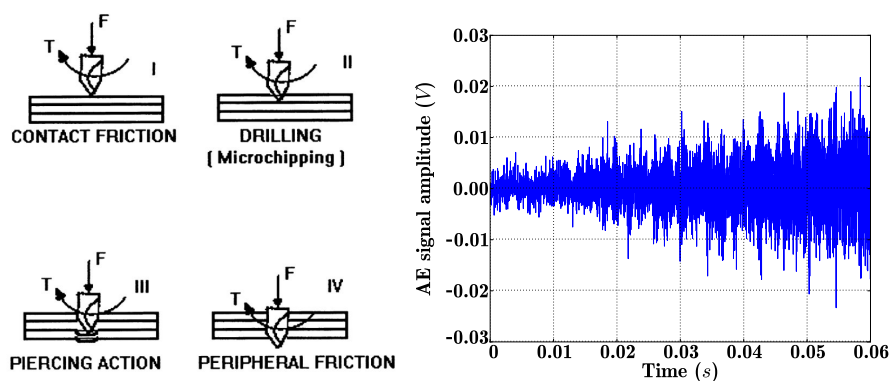 F
T
I
CONTACT FRICTION
F
T
II
DRILLING
[ Microchipping ]
F
T
III
PIERCING ACTION
F
T
IV
PERIPHERAL FRICTION
AE signal amplitude (V)
0.03
0.02
0.01
0.00
-0.01
-0.02
-0.03
0 0.01 0.02 0.03 0.04 0.05 0.06
Time (s)